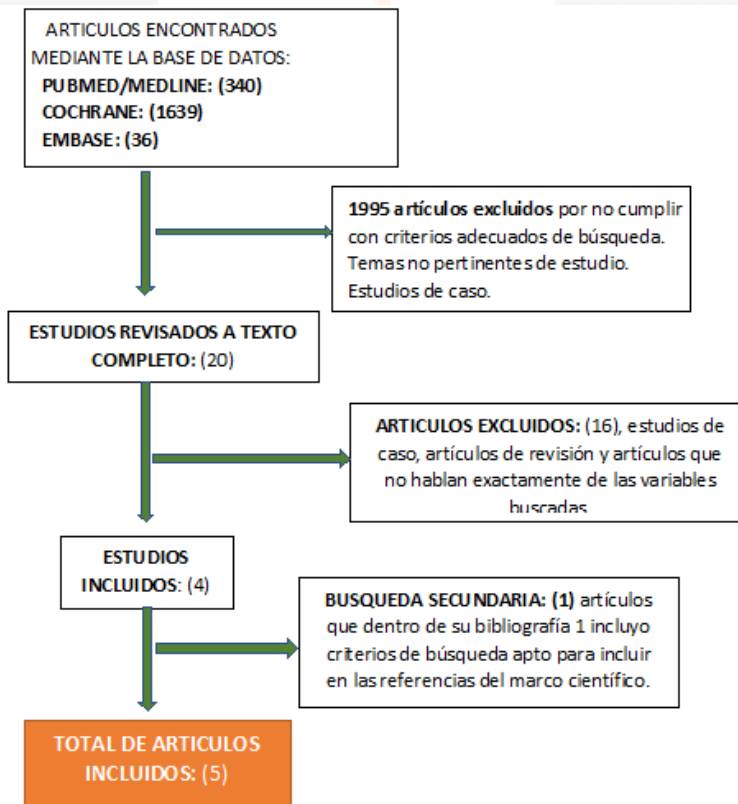 ARTICULOS ENCONTRADOS
MEDIANTE LA BASE DE DATOS:
PUBMED/MEDLINE: (340)
COCHRANE: (1639)
EMBASE: (36)
1995 artículos excluidos por no cumplir
con criterios adecuados de búsqueda.
Temas no pertinentes de estudio.
Estudios de caso.
ESTUDIOS REVISADOS A TEXTO
COMPLETO: (20)
ARTICULOS EXCLUIDOS: (16), estudios de
caso, artículos de revisión y artículos que
no hablan exactamente de las variables
buscadas
ESTUDIOS
INCLUIDOS: (4)
BUSQUEDA SECUNDARIA: (1) artículos
que dentro de su bibliografía 1 incluyo
criterios de búsqueda apto para incluir
en las referencias del marco científico.
TOTAL DE ARTICULOS
INCLUIDOS: (5)